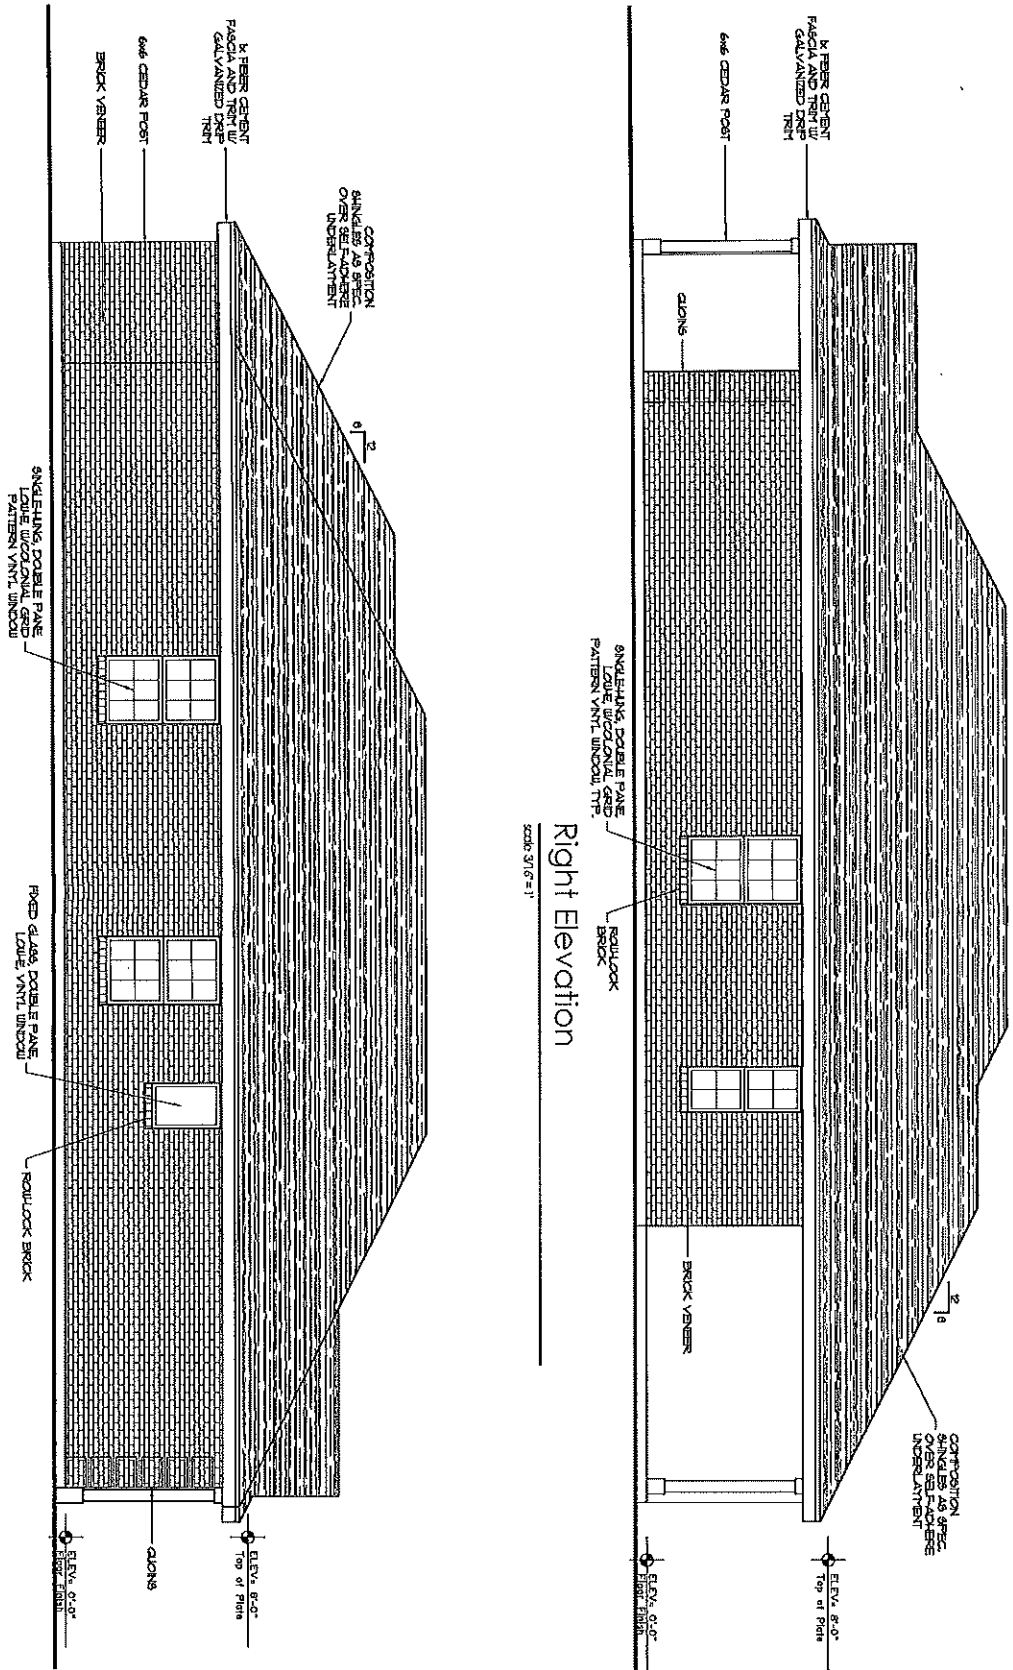 1x FIBER CEMENT
FASCIA AND TRIM W/
GALVANIZED DRIP
TRIM
6x6 CEDAR POST
QUOINS
SINGLE-HUNG, DOUBLE PANE,
LOW-E, W/COLONIAL GRID
PATTERN VINYL WINDOW, TYP.
ROWLOCK
BRICK
BRICK VENEER
12
6
COMPOSITION
SHINGLES AS SPEC.
OVER SELF-ADHERE
UNDERLAYMENT
ELEV= 8'-0"
Top of Plate
ELEV= 0'-0"
Floor Finish
Right Elevation
scale 3/16"=1'
COMPOSITION
SHINGLES AS SPEC.
OVER SELF-ADHERE
UNDERLAYMENT
12
6
1x FIBER CEMENT
FASCIA AND TRIM W/
GALVANIZED DRIP
TRIM
6x6 CEDAR POST
BRICK VENEER
SINGLE-HUNG, DOUBLE PANE,
LOW-E, W/COLONIAL GRID
PATTERN VINYL WINDOW
FIXED GLASS, DOUBLE PANE,
LOW-E, VINYL WINDOW
ROWLOCK BRICK
QUOINS
ELEV= 8'-0"
Top of Plate
ELEV= 0'-0"
Floor Finish